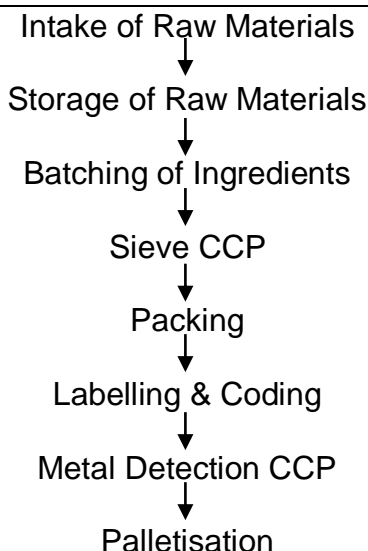 Intake of Raw Materials
Storage of Raw Materials
Batching of Ingredients
Sieve CCP
Packing
Labelling & Coding
Metal Detection CCP
Palletisation